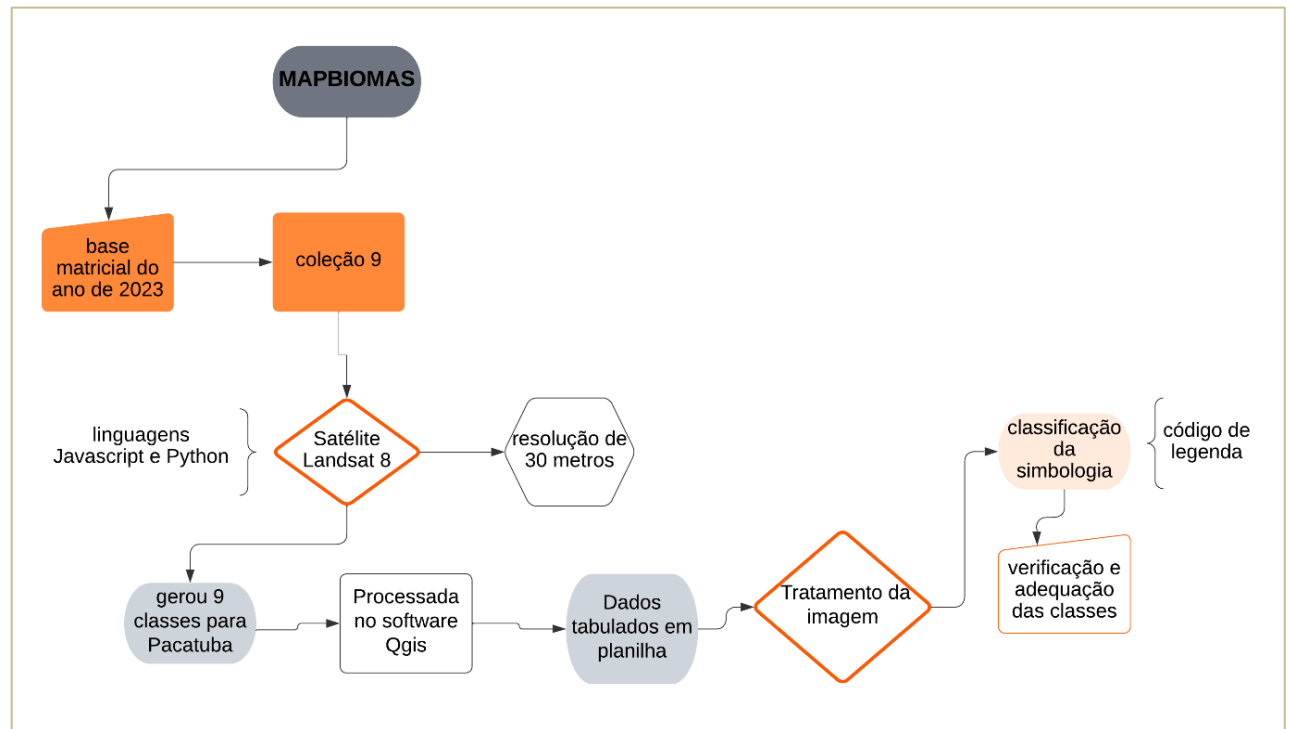 MAPBIOMAS
base
matricial do
ano de 2023
coleção 9
linguagens
Javascript e Python
Satélite
Landsat 8
resolução de
30 metros
gerou 9
classes para
Pacatuba
Processada
no software
Qgis
Dados
tabulados em
planilha
Tratamento da
imagem
classificação
da
simbologia
código de
legenda
verificação e
adequação
das classes